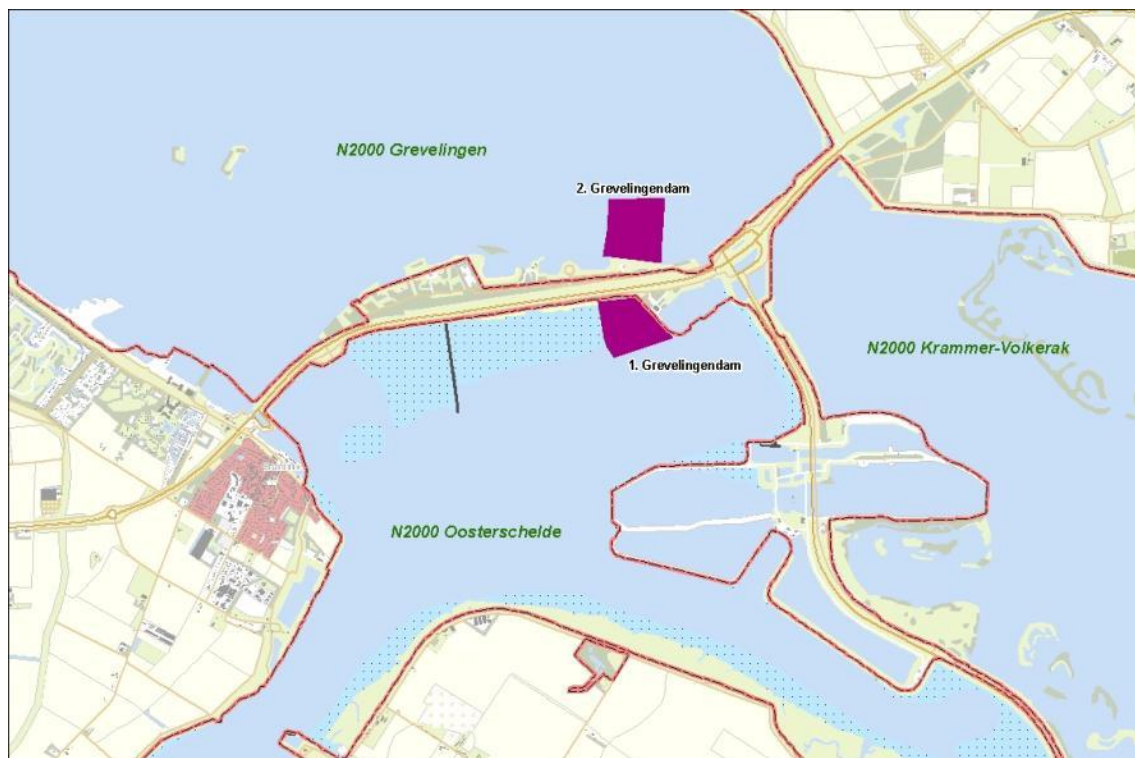 N2000 Grevelingen
2. Grevelingendam
N2000 Krammer-Volkerak
1. Grevelingendam
N2000 Oosterschelde